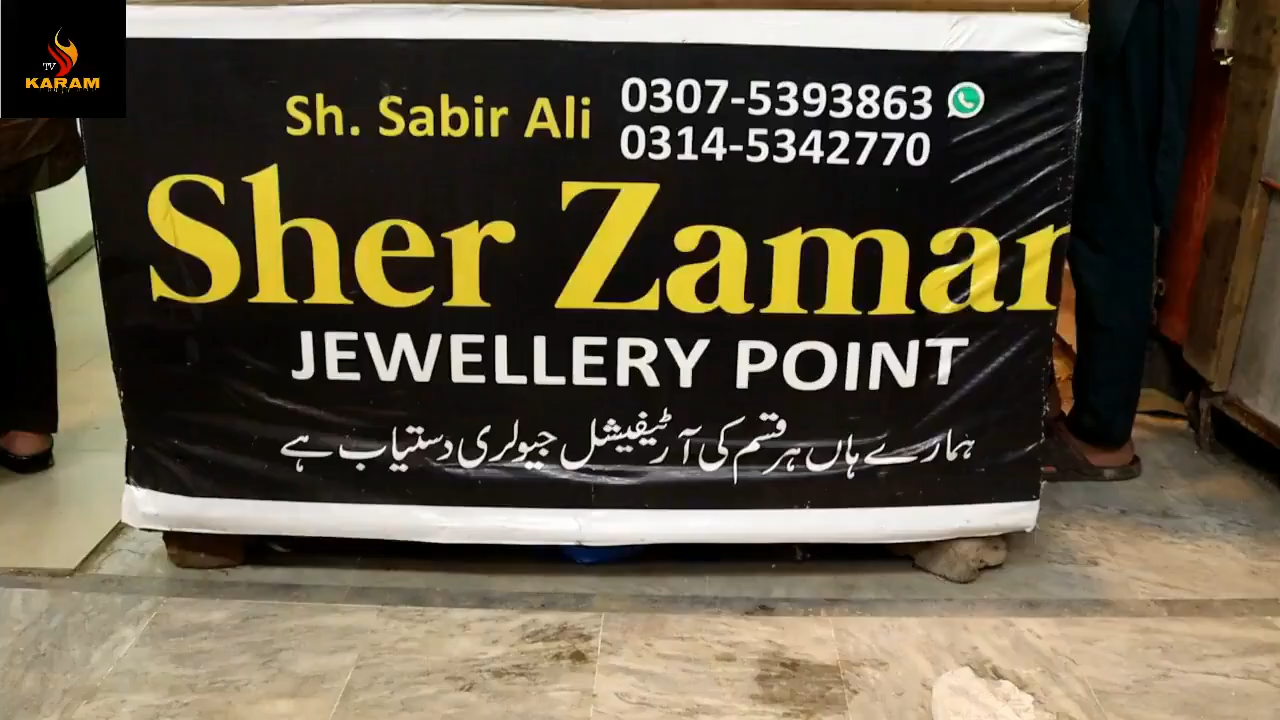 TV
KARAM
Sh. Sabir Ali
0307-5393863
0314-5342770
Sher Zaman
JEWELLERY POINT
ہمارے ہاں ہر قسم کی آرٹیفیشل جیولری دستیاب ہے